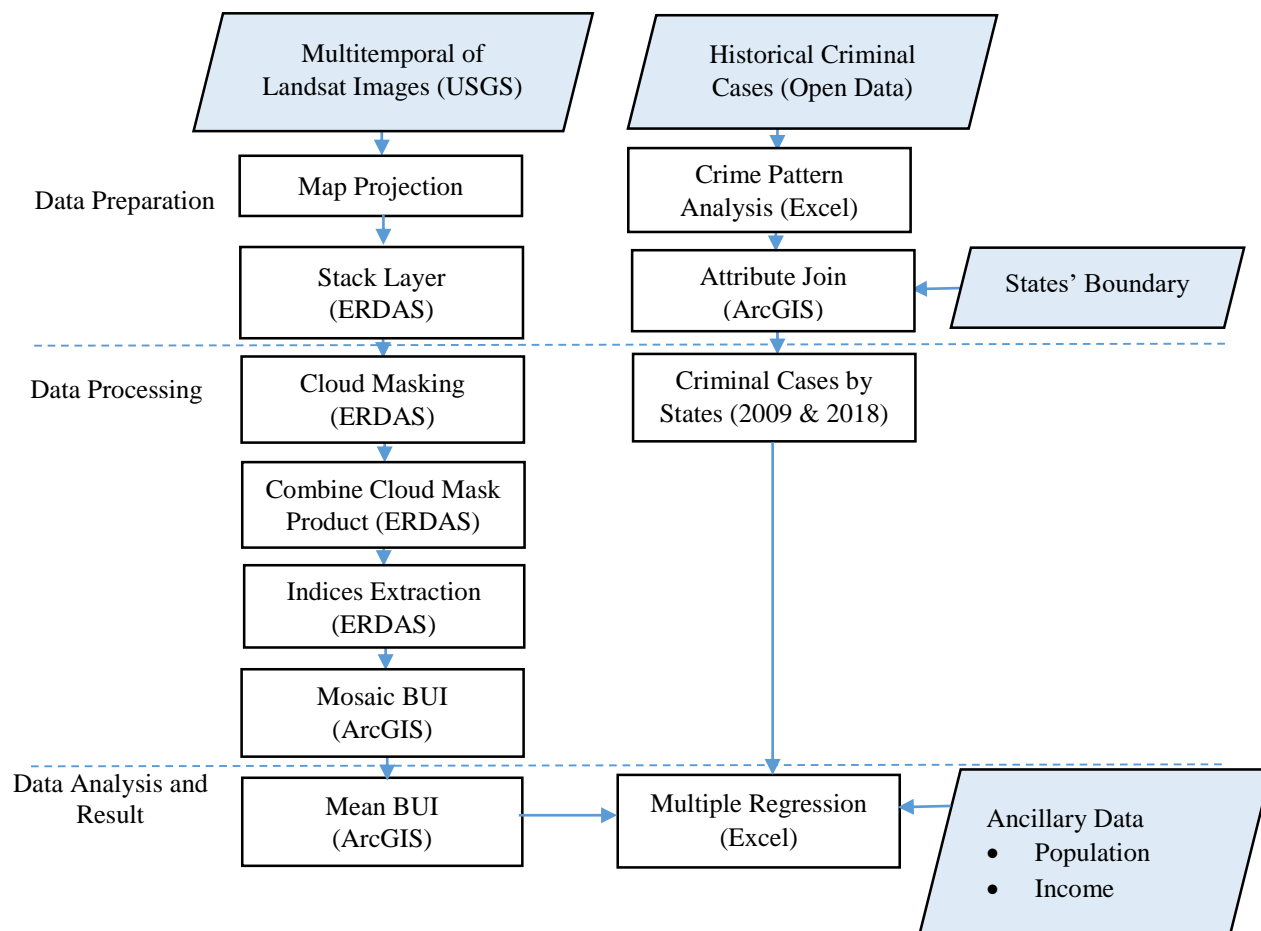 Multitemporal of
Landsat Images (USGS)
Historical Criminal
Cases (Open Data)
Data Preparation
Map Projection
Crime Pattern
Analysis (Excel)
Stack Layer
(ERDAS)
Attribute Join
(ArcGIS)
States’ Boundary
Data Processing
Cloud Masking
(ERDAS)
Criminal Cases by
States (2009 & 2018)
Combine Cloud Mask
Product (ERDAS)
Indices Extraction
(ERDAS)
Mosaic BUI
(ArcGIS)
Data Analysis and
Result
Mean BUI
(ArcGIS)
Multiple Regression
(Excel)
Ancillary Data
• Population
• Income